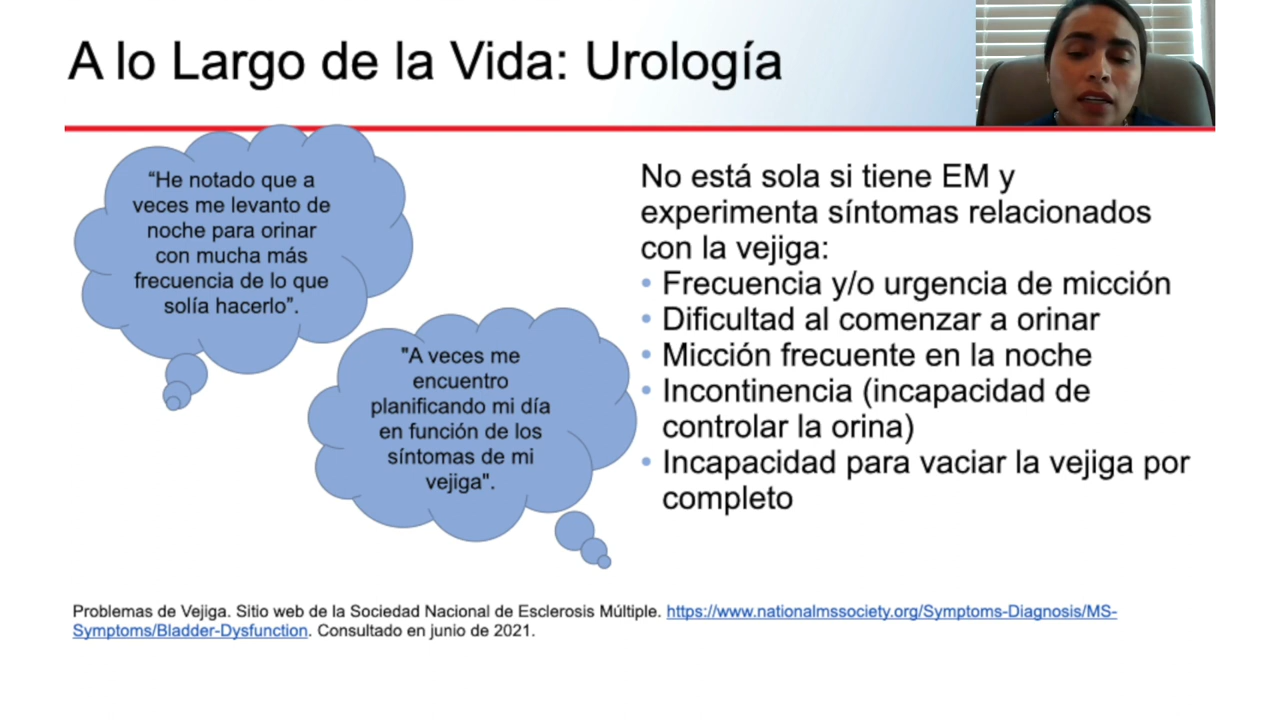 A lo Largo de la Vida: Urología
“He notado que a
veces me levanto de
noche para orinar
con mucha más
frecuencia de lo que
solía hacerlo”.
"A veces me
encuentro
planificando mi día
en función de los
síntomas de mi
vejiga".
No está sola si tiene EM y
experimenta síntomas relacionados
con la vejiga:
• Frecuencia y/o urgencia de micción
• Dificultad al comenzar a orinar
• Micción frecuente en la noche
• Incontinencia (incapacidad de
controlar la orina)
• Incapacidad para vaciar la vejiga por
completo
Problemas de Vejiga. Sitio web de la Sociedad Nacional de Esclerosis Múltiple. https://www.nationalmssociety.org/Symptoms-Diagnosis/MS-
Symptoms/Bladder-Dysfunction. Consultado en junio de 2021.